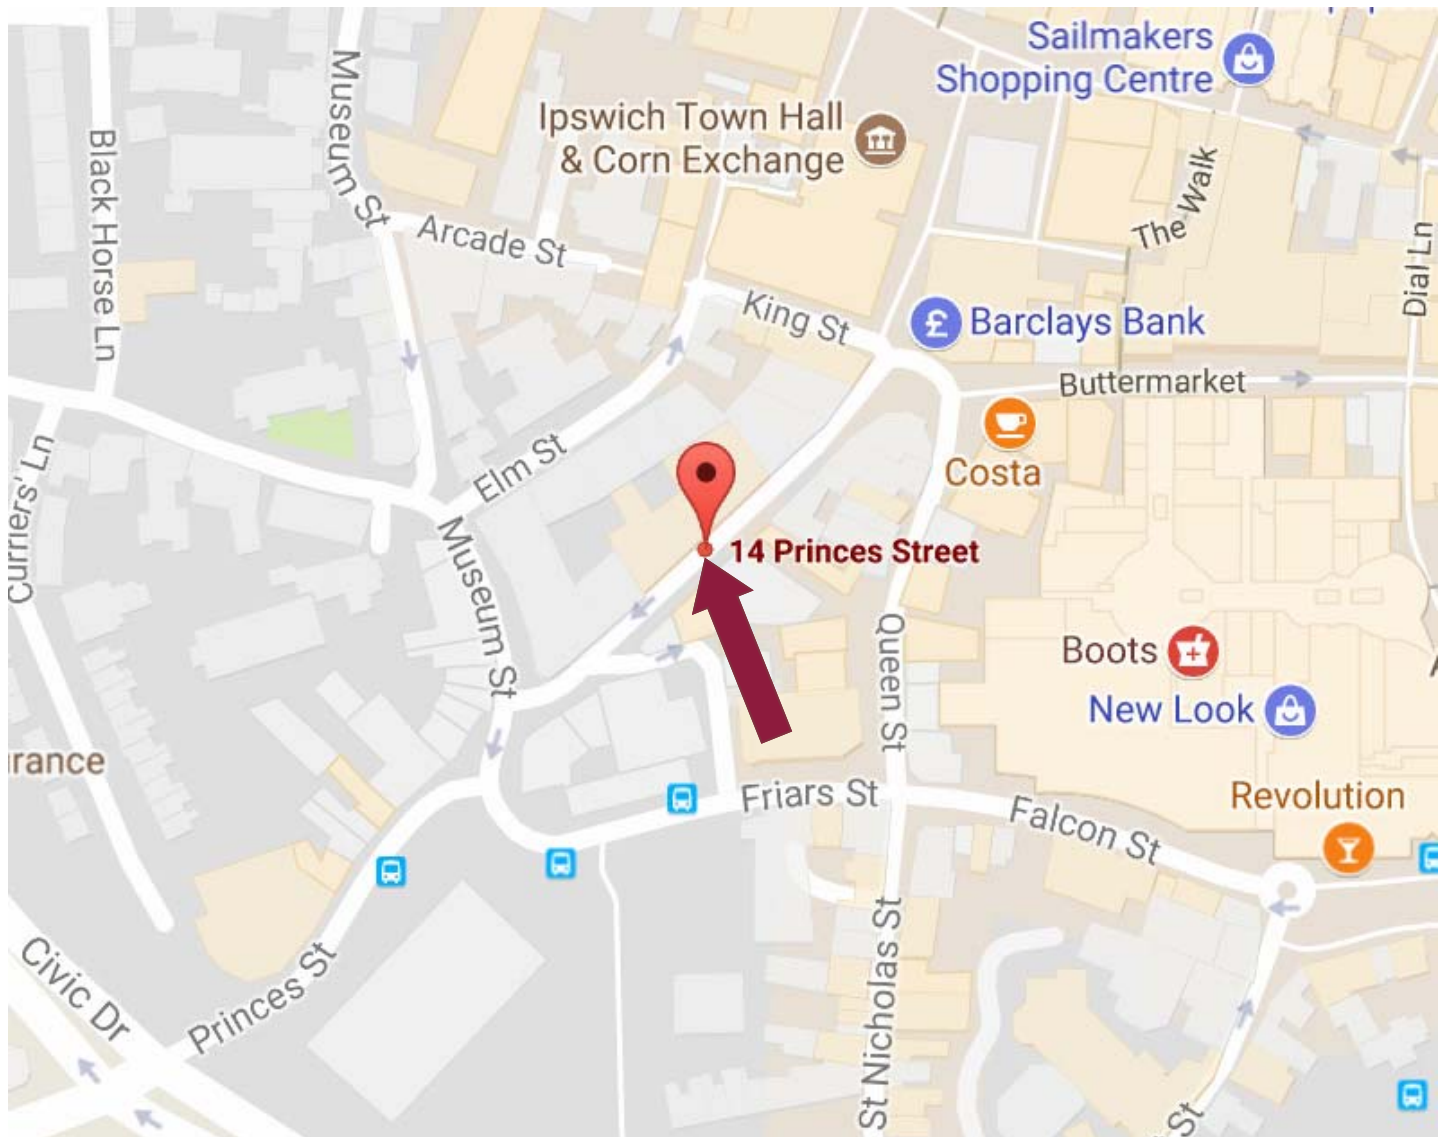 Sailmakers
Shopping Centre
Ipswich Town Hall
& Corn Exchange
Museum St
Black Horse Ln
Arcade St
The Walk
Dial Ln
King St
£ Barclays Bank
Buttermarket
Costa
Elm St
Curriers' Ln
Museum St
14 Princes Street
Queen St
Boots
New Look
rance
Friars St
Falcon St
Revolution
Civic Dr
Princes St
St Nicholas St
St